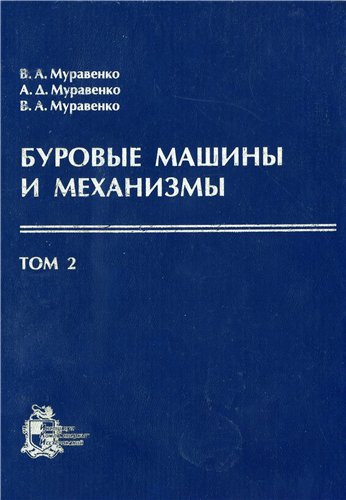 В. А. Муравенко
А. Д. Муравенко
В. А. Муравенко
БУРОВЫЕ МАШИНЫ
И МЕХАНИЗМЫ
ТОМ 2